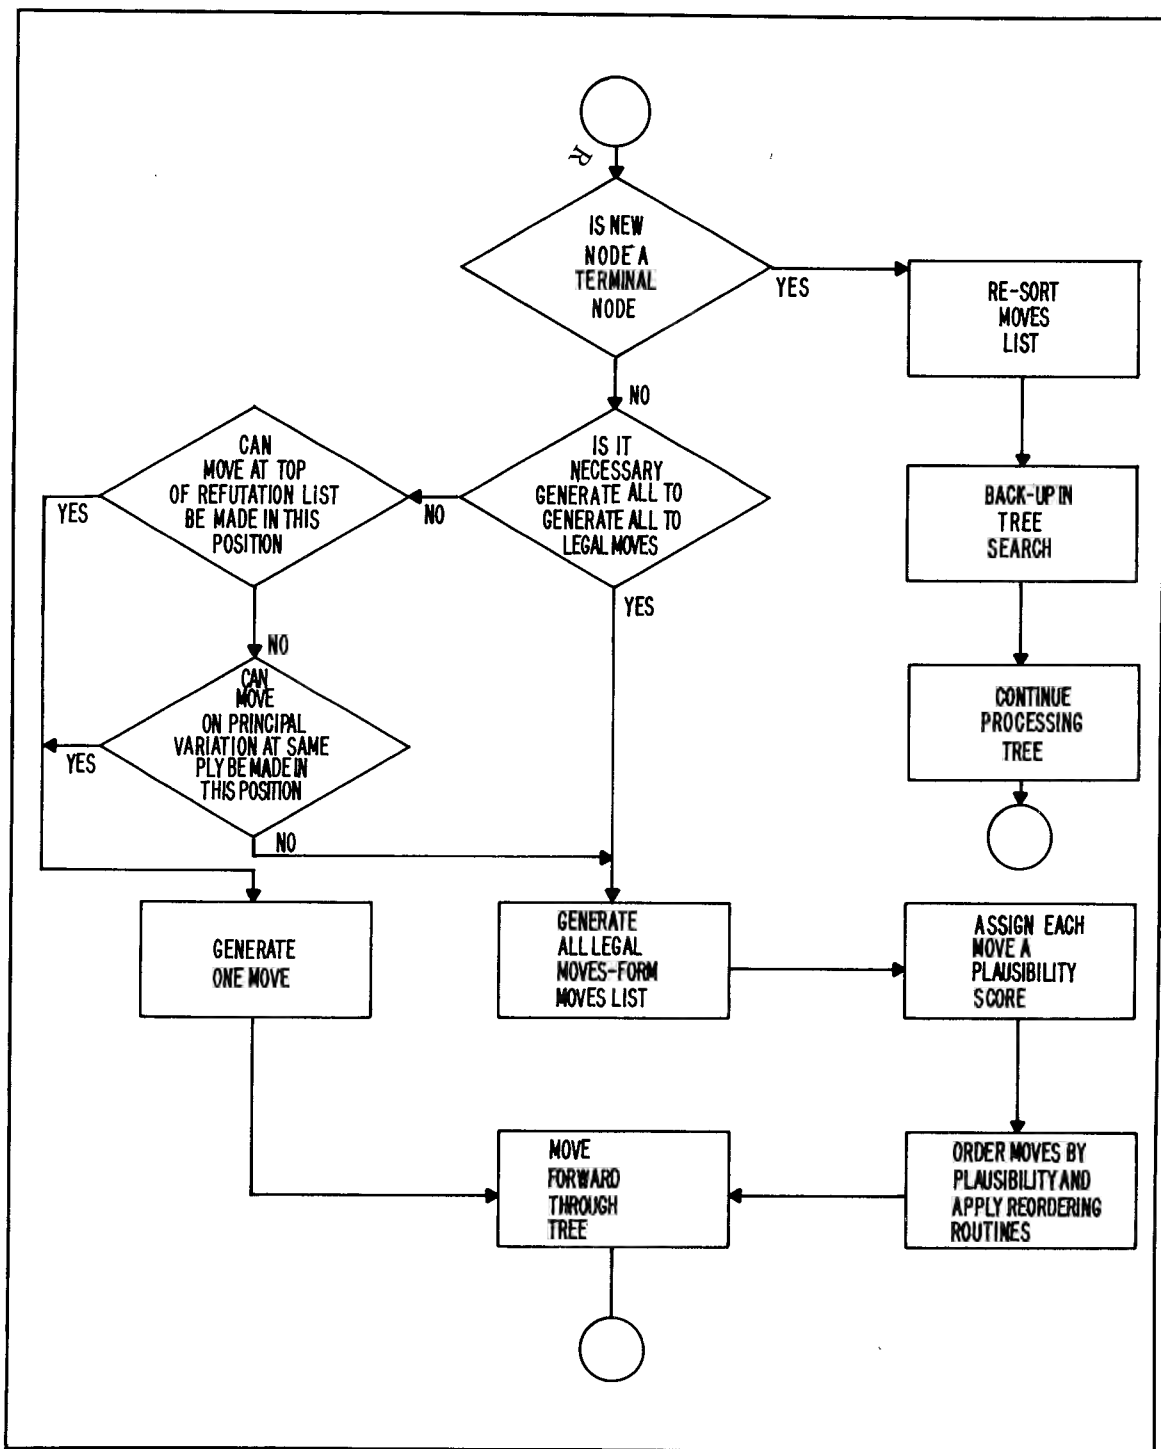 R
IS NEW
NODE A
TERMINAL
NODE
YES
NO
RE-SORT
MOVES
LIST
CAN
MOVE AT TOP
OF REFUTATION LIST
BE MADE IN THIS
POSITION
YES
NO
IS IT
NECESSARY
GENERATE ALL TO
GENERATE ALL TO
LEGAL MOVES
NO
YES
BACK-UP IN
TREE
SEARCH
CAN
MOVE
ON PRINCIPAL
VARIATION AT SAME
PLY BE MADE IN
THIS POSITION
YES
NO
CONTINUE
PROCESSING
TREE
GENERATE
ONE MOVE
GENERATE
ALL LEGAL
MOVES-FORM
MOVES LIST
ASSIGN EACH
MOVE A
PLAUSIBILITY
SCORE
MOVE
FORWARD
THROUGH
TREE
ORDER MOVES BY
PLAUSIBILITY AND
APPLY REORDERING
ROUTINES